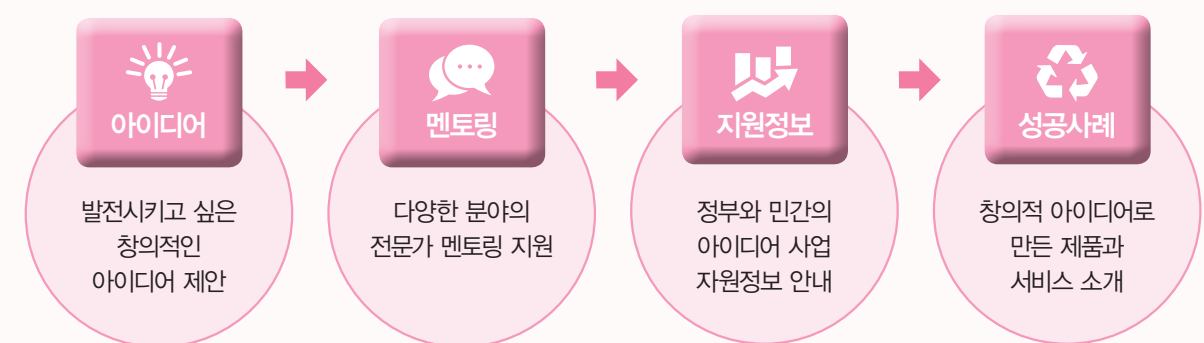 아이디어
발전시키고 싶은
창의적인
아이디어 제안
멘토링
다양한 분야의
전문가 멘토링 지원
지원정보
정부와 민간의
아이디어 사업
자원정보 안내
성공사례
창의적 아이디어로
만든 제품과
서비스 소개